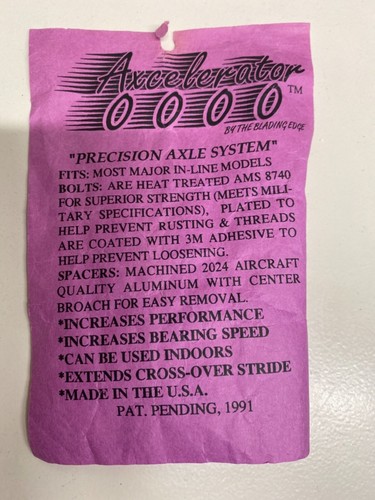 Axcelerator
0000 TM
BY THE BLADING EDGE
"PRECISION AXLE SYSTEM"
FITS: MOST MAJOR IN-LINE MODELS
BOLTS: ARE HEAT TREATED AMS 8740
FOR SUPERIOR STRENGTH (MEETS MILI-
TARY SPECIFICATIONS), PLATED TO
HELP PREVENT RUSTING & THREADS
ARE COATED WITH 3M ADHESIVE TO
HELP PREVENT LOOSENING.
SPACERS: MACHINED 2024 AIRCRAFT
QUALITY ALUMINUM WITH CENTER
BROACH FOR EASY REMOVAL.
*INCREASES PERFORMANCE
*INCREASES BEARING SPEED
*CAN BE USED INDOORS
*EXTENDS CROSS-OVER STRIDE
*MADE IN THE U.S.A.
PAT. PENDING, 1991